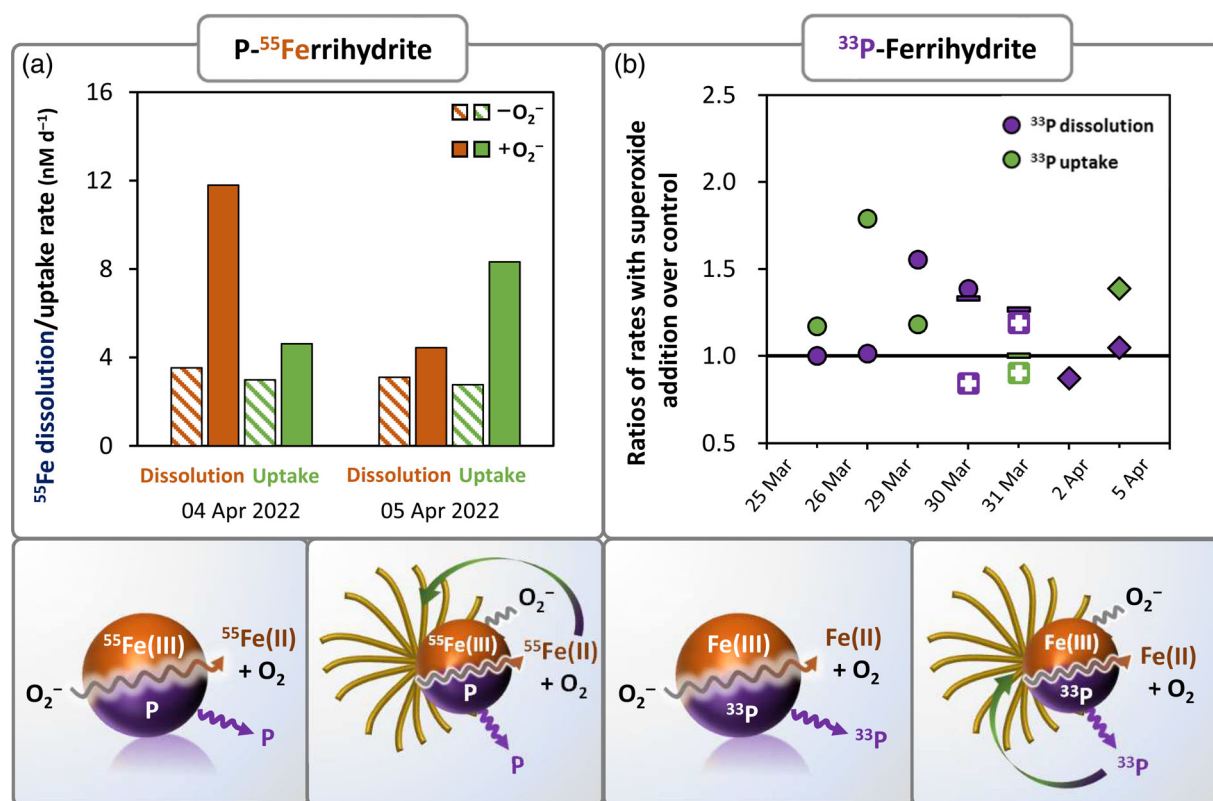 P-⁵⁵Ferrihydrite
(a)
⁵⁵Fe dissolution/uptake rate (nM d⁻¹)
16
12
8
4
0
−O₂⁻
+O₂⁻
Dissolution Uptake
Dissolution Uptake
04 Apr 2022
05 Apr 2022
³³P-Ferrihydrite
(b)
Ratios of rates with superoxide
addition over control
2.5
2.0
1.5
1.0
0.5
³³P dissolution
³³P uptake
25 Mar
26 Mar
29 Mar
30 Mar
31 Mar
2 Apr
5 Apr
⁵⁵Fe(III)
⁵⁵Fe(II)
+ O₂
O₂⁻
P
P
O₂⁻
⁵⁵Fe(III)
⁵⁵Fe(II)
+ O₂
P
P
Fe(III)
Fe(II)
+ O₂
O₂⁻
³³P
³³P
O₂⁻
Fe(III)
Fe(II)
+ O₂
³³P
³³P